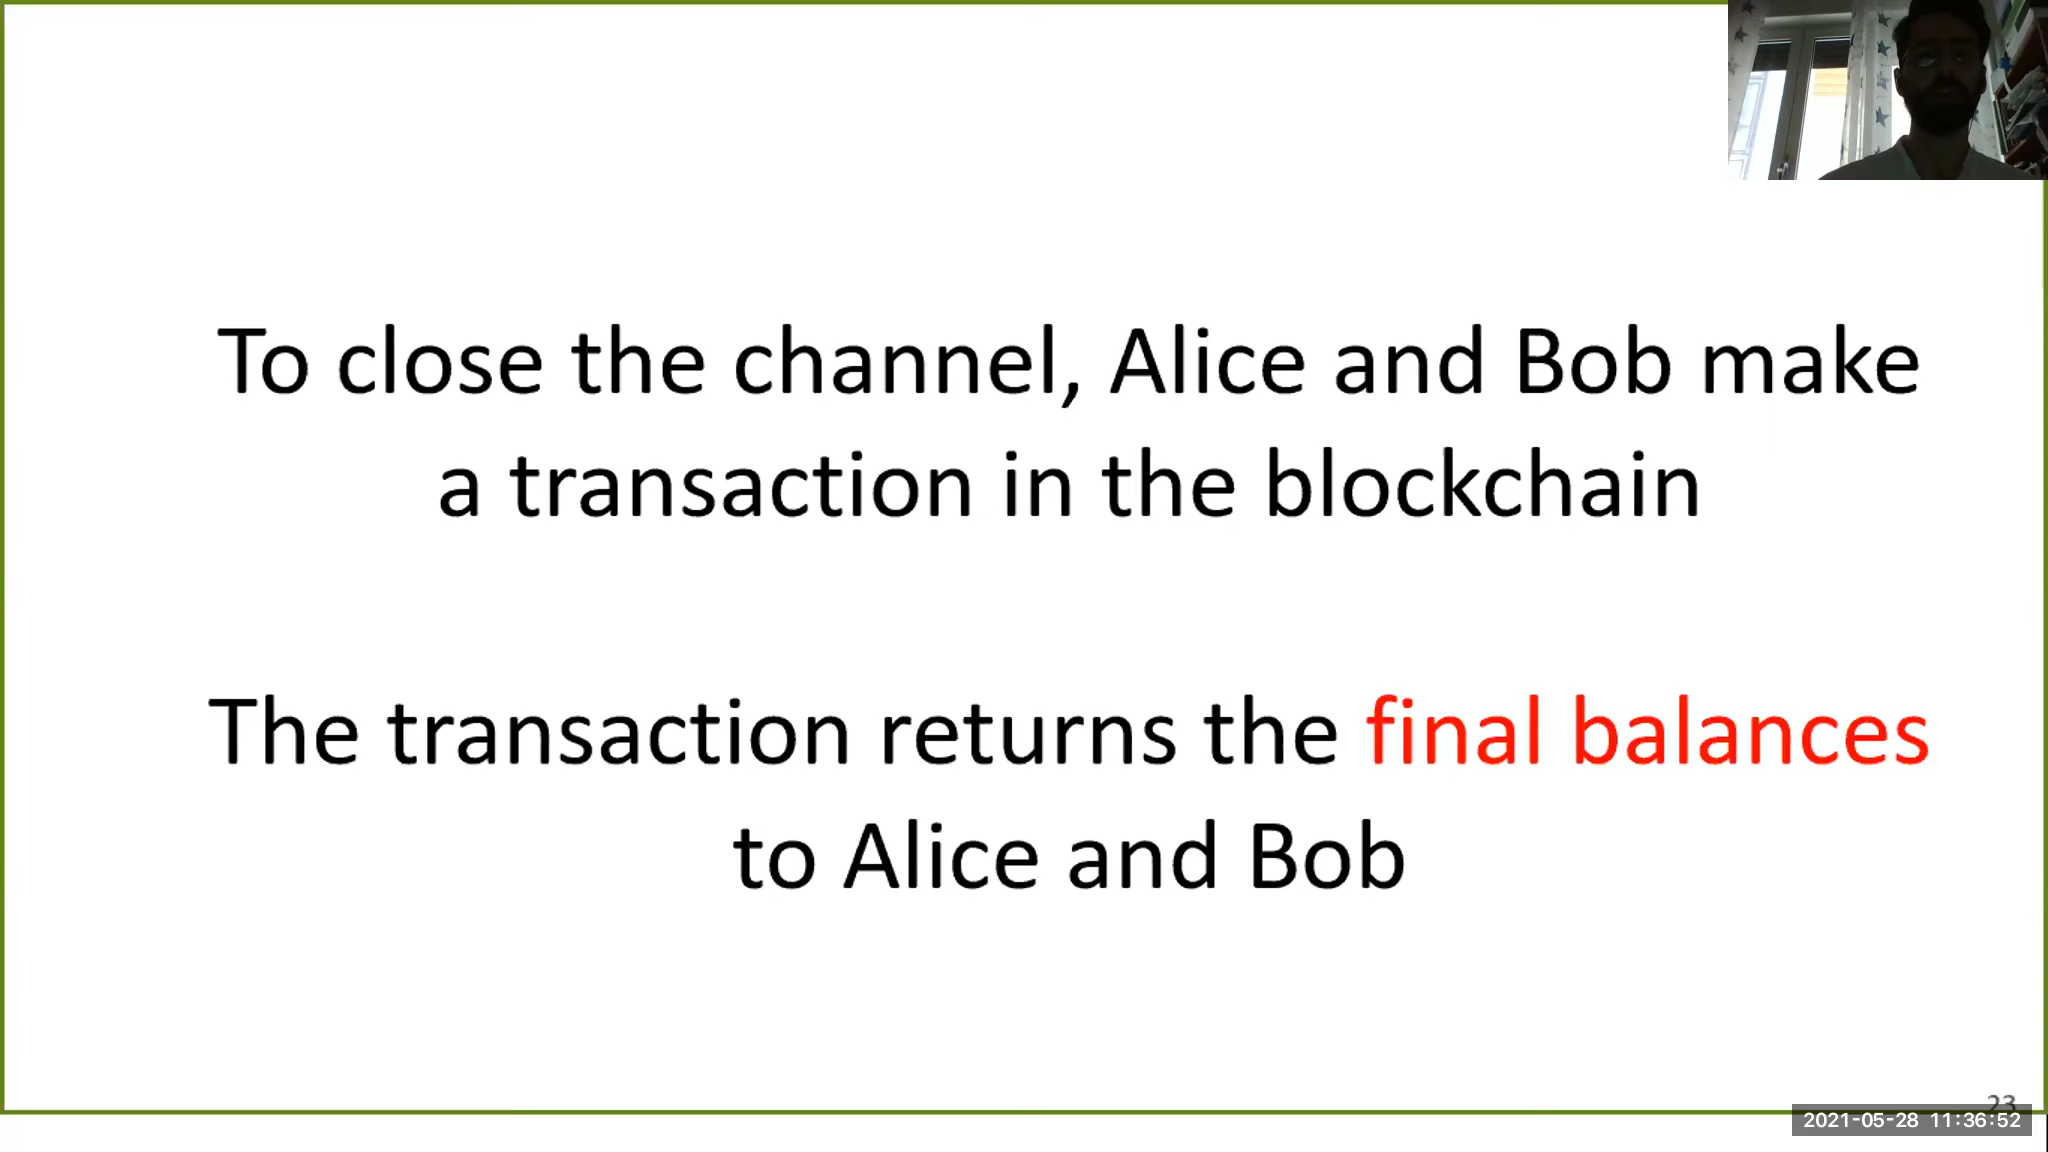 To close the channel, Alice and Bob make
a transaction in the blockchain
The transaction returns the final balances
to Alice and Bob
23
2021-05-28 11:36:52